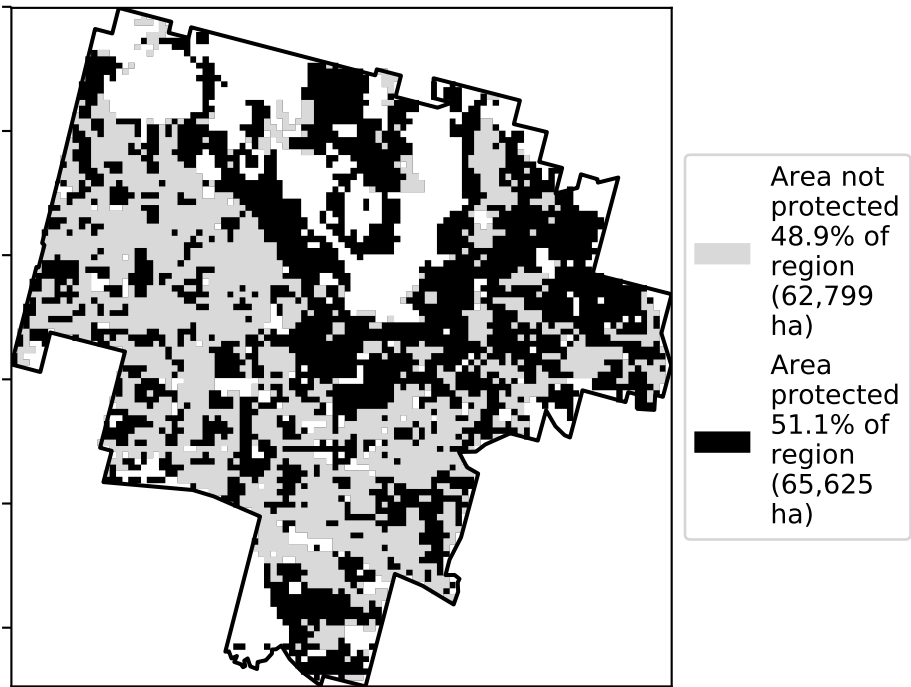 Area not
protected
48.9% of
region
(62,799
ha)
Area
protected
51.1% of
region
(65,625
ha)